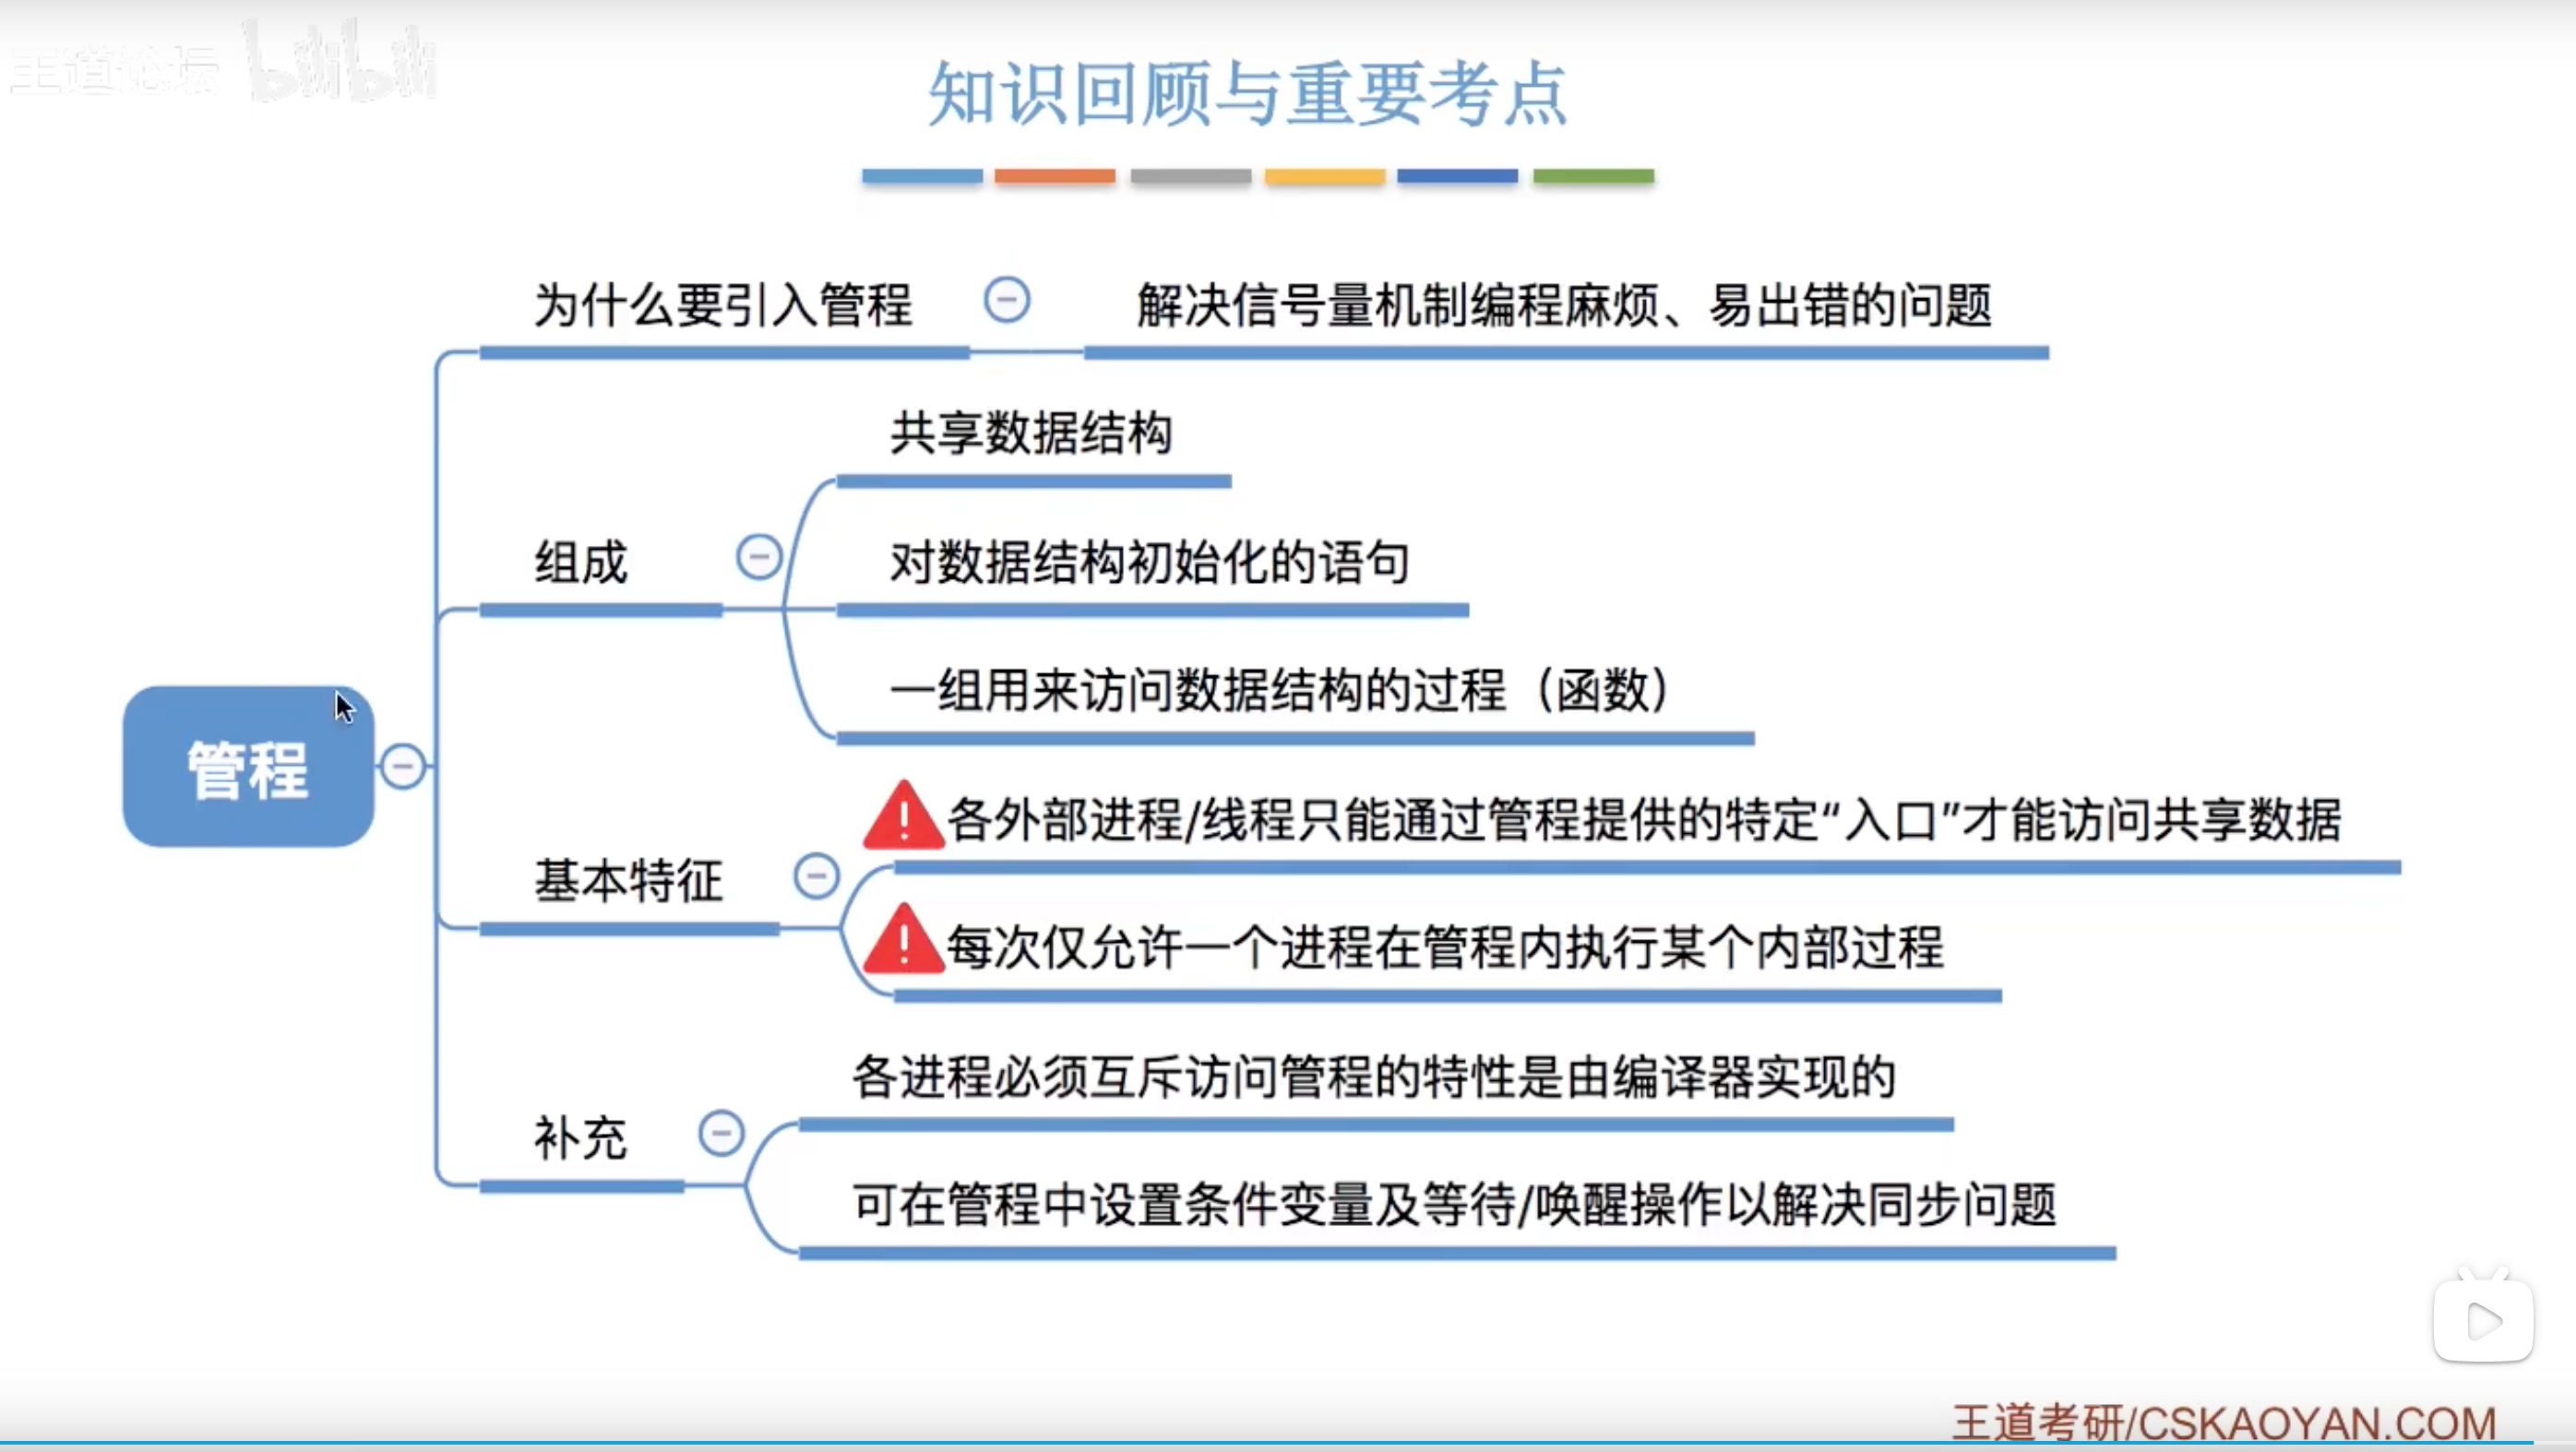 王道论坛 bilibili
知识回顾与重要考点
为什么要引入管程
解决信号量机制编程麻烦、易出错的问题
组成
共享数据结构
对数据结构初始化的语句
一组用来访问数据结构的过程（函数）
管程
基本特征
各外部进程/线程只能通过管程提供的特定“入口”才能访问共享数据
每次仅允许一个进程在管程内执行某个内部过程
补充
各进程必须互斥访问管程的特性是由编译器实现的
可在管程中设置条件变量及等待/唤醒操作以解决同步问题
王道考研/CSKAOYAN.COM